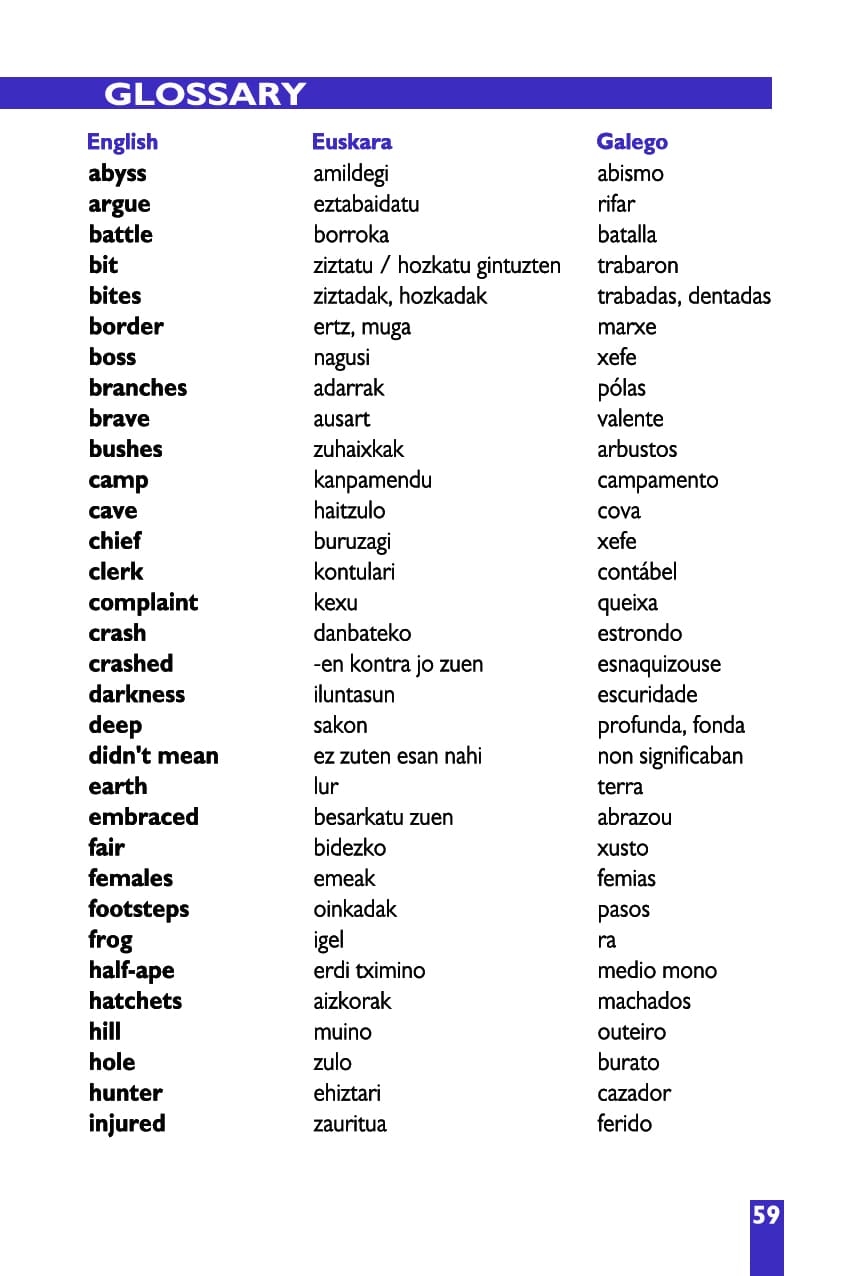 GLOSSARY
English Euskara Galego
abyss amildegi abismo
argue eztabaidatu rifar
battle borroka batalla
bit ziztatu / hozkatu gintuzten trabaron
bites ziztadak, hozkadak trabadas, dentadas
border ertz, muga marxe
boss nagusi xefe
branches adarrak pólas
brave ausart valente
bushes zuhaixkak arbustos
camp kanpamendu campamento
cave haitzulo cova
chief buruzagi xefe
clerk kontulari contábel
complaint kexu queixa
crash danbateko estrondo
crashed -en kontra jo zuen esnaquizouse
darkness iluntasun escuridade
deep sakon profunda, fonda
didn't mean ez zuten esan nahi non significaban
earth lur terra
embraced besarkatu zuen abrazou
fair bidezko xusto
females emeak femias
footsteps oinkadak pasos
frog igel ra
half-ape erdi tximino medio mono
hatchets aizkorak machados
hill muino outeiro
hole zulo burato
hunter ehiztari cazador
injured zauritua ferido
59